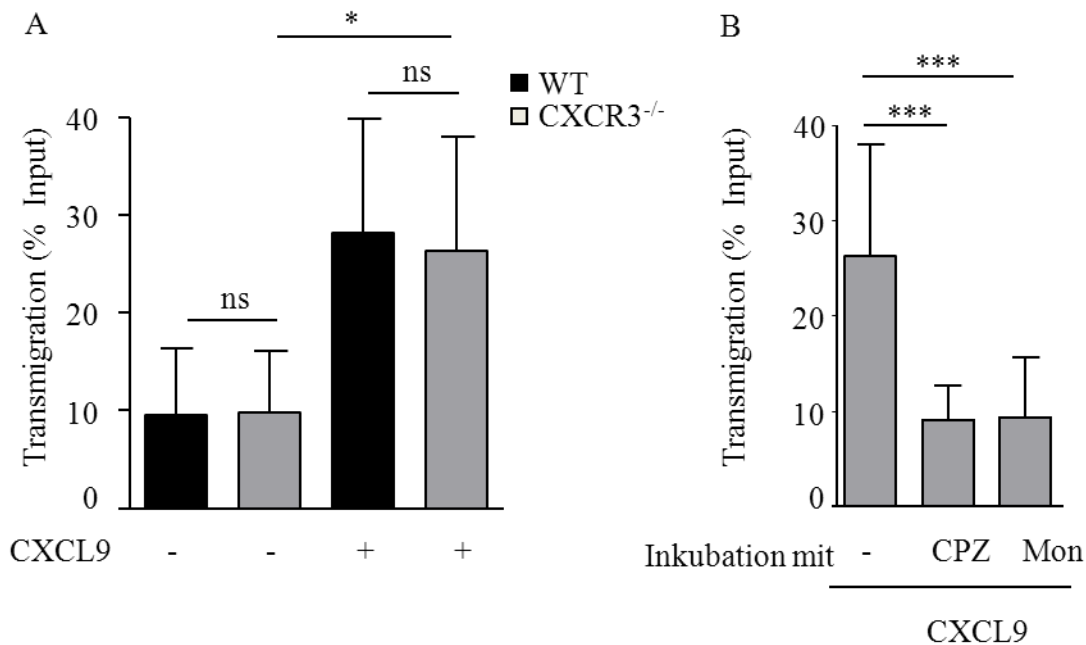 A
*
ns
WT
CXCR3-/-
Transmigration (% Input)
40
30
20
10
0
ns
CXCL9 - - + +
B
***
***
Transmigration (% Input)
40
30
20
10
0
Inkubation mit - CPZ Mon
CXCL9